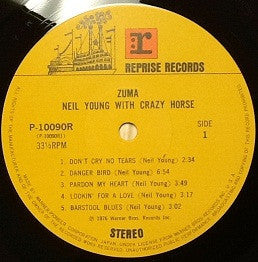 REPRISE RECORDS
ZUMA
NEIL YOUNG WITH CRAZY HORSE
P-10090R
(P-10090R1)
33⅓RPM
SIDE
1
1 DON'T CRY NO TEARS (Neil Young) 2:34
2 DANGER BIRD (Neil Young) 6:54
3 PARDON MY HEART (Neil Young) 3:49
4 LOOKIN' FOR A LOVE (Neil Young) 3:17
5 BARSTOOL BLUES (Neil Young) 3:02
℗ 1976 Warner Bros. Records Inc
STEREO